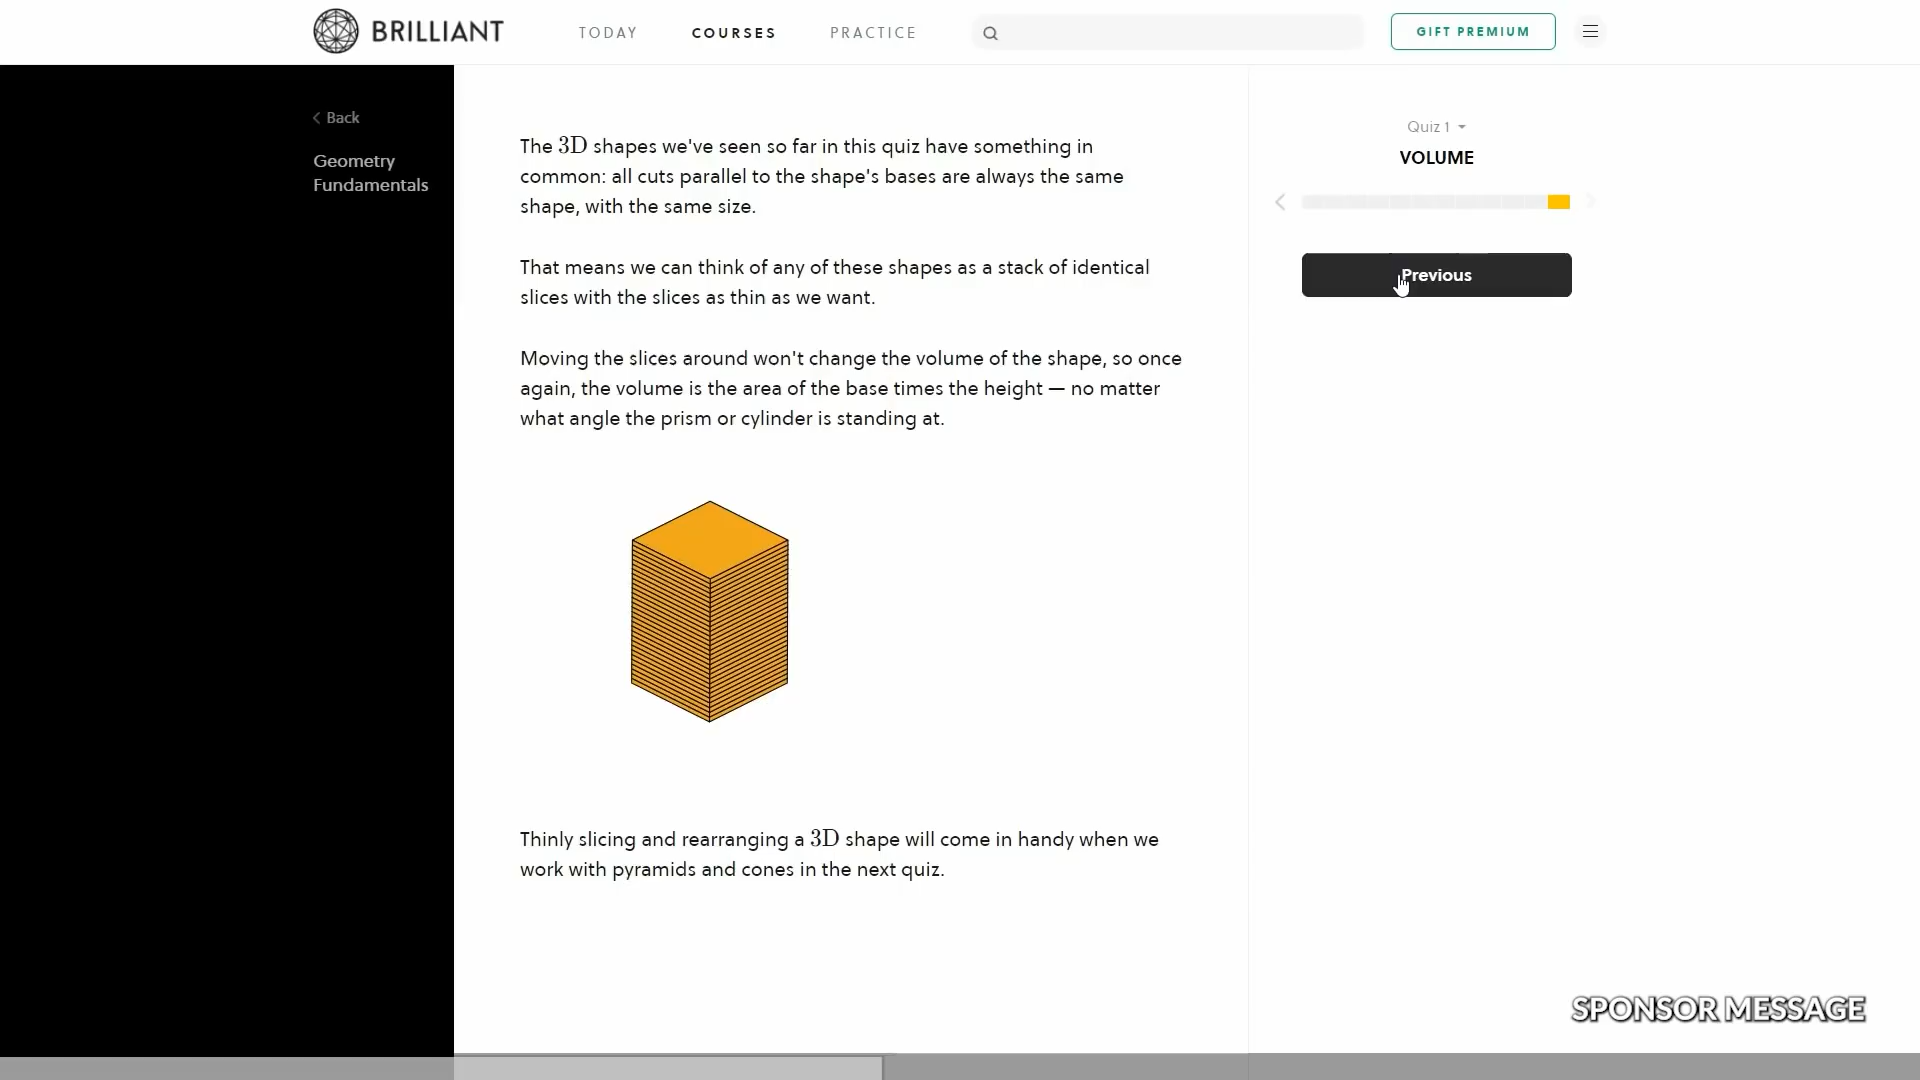 BRILLIANT
TODAY
COURSES
PRACTICE
GIFT PREMIUM
Back
Geometry
Fundamentals
The 3D shapes we've seen so far in this quiz have something in
common: all cuts parallel to the shape's bases are always the same
shape, with the same size.
That means we can think of any of these shapes as a stack of identical
slices with the slices as thin as we want.
Moving the slices around won't change the volume of the shape, so once
again, the volume is the area of the base times the height — no matter
what angle the prism or cylinder is standing at.
Thinly slicing and rearranging a 3D shape will come in handy when we
work with pyramids and cones in the next quiz.
Quiz 1
VOLUME
Previous
SPONSOR MESSAGE